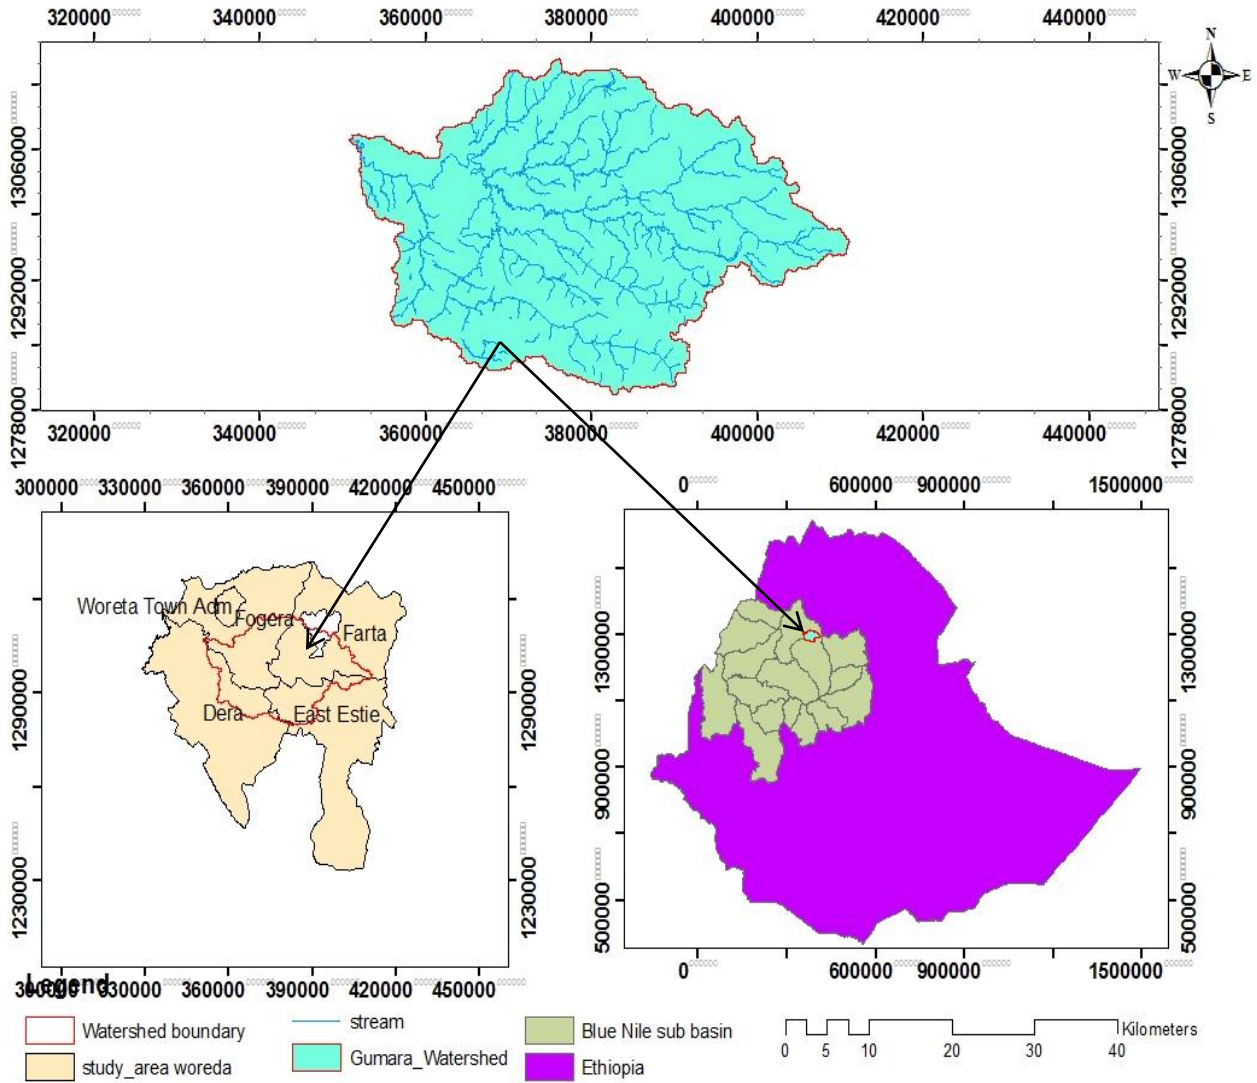 320000 340000 360000 380000 400000 420000 440000
N
W E
S
1306000 1306000
1292000 1292000
1278000 1278000
320000 340000 360000 380000 400000 420000 440000
300000 330000 360000 390000 420000 450000
0 600000 900000 1500000
Woreta Town Adm
Fogera
Farta
Dera East Estie
1290000 1290000
1230000 1230000
1300000 1300000
900000 900000
500000 500000
300000 330000 360000 390000 420000 450000
0 600000 900000 1500000
Legend
Watershed boundary
study_area woreda
stream
Gumara_Watershed
Blue Nile sub basin
Ethiopia
Kilometers
0 5 10 20 30 40